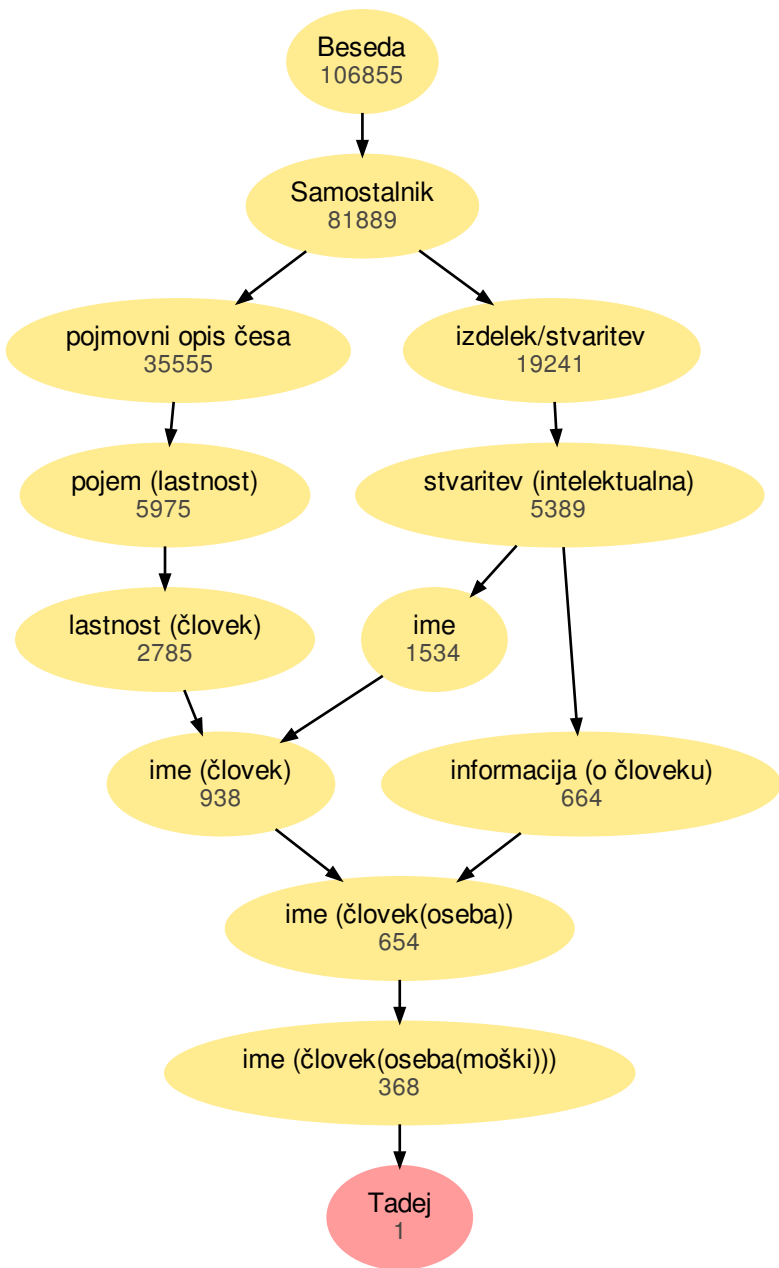 Beseda
106855
Samostalnik
81889
pojmovni opis česa
35555
izdelek/stvaritev
19241
pojem (lastnost)
5975
stvaritev (intelektualna)
5389
lastnost (človek)
2785
ime
1534
ime (človek)
938
informacija (o človeku)
664
ime (človek(oseba))
654
ime (človek(oseba(moški)))
368
Tadej
1